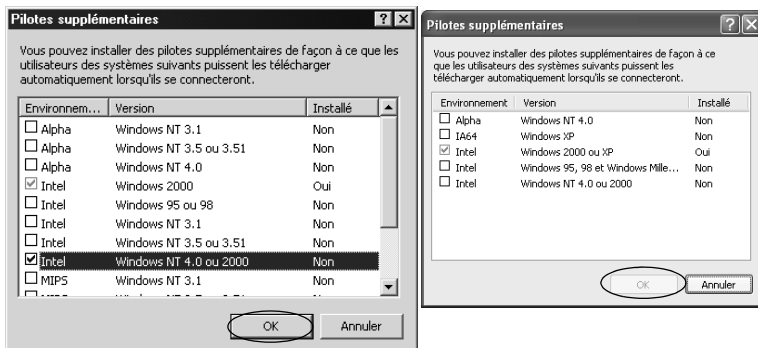 Pilotes supplémentaires
Vous pouvez installer des pilotes supplémentaires de façon à ce que les
utilisateurs des systèmes suivants puissent les télécharger
automatiquement lorsqu'ils se connecteront.
Environnem... Version Installé
Alpha Windows NT 3.1 Non
Alpha Windows NT 3.5 ou 3.51 Non
Alpha Windows NT 4.0 Non
Intel Windows 2000 Oui
Intel Windows 95 ou 98 Non
Intel Windows NT 3.1 Non
Intel Windows NT 3.5 ou 3.51 Non
Intel Windows NT 4.0 ou 2000 Non
MIPS Windows NT 3.1 Non
OK Annuler
Pilotes supplémentaires
Vous pouvez installer des pilotes supplémentaires de façon à ce
que les utilisateurs des systèmes suivants puissent les
télécharger automatiquement lorsqu'ils se connecteront.
Environnement Version Installé
Alpha Windows NT 4.0 Non
IA64 Windows XP Non
Intel Windows 2000 ou XP Oui
Intel Windows 95, 98 et Windows Mille... Non
Intel Windows NT 4.0 ou 2000 Non
OK Annuler